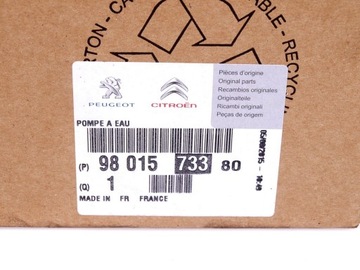 RTON - CA
ABLE - RECYCL
PEUGEOT
CITROËN
Pièces d'origine
Original parts
Recambios originales
Originalteile
Ricambi originali
Peças de origem
POMPE A EAU
(P) 98 015 733 80
(Q) 1
MADE IN FR FRANCE